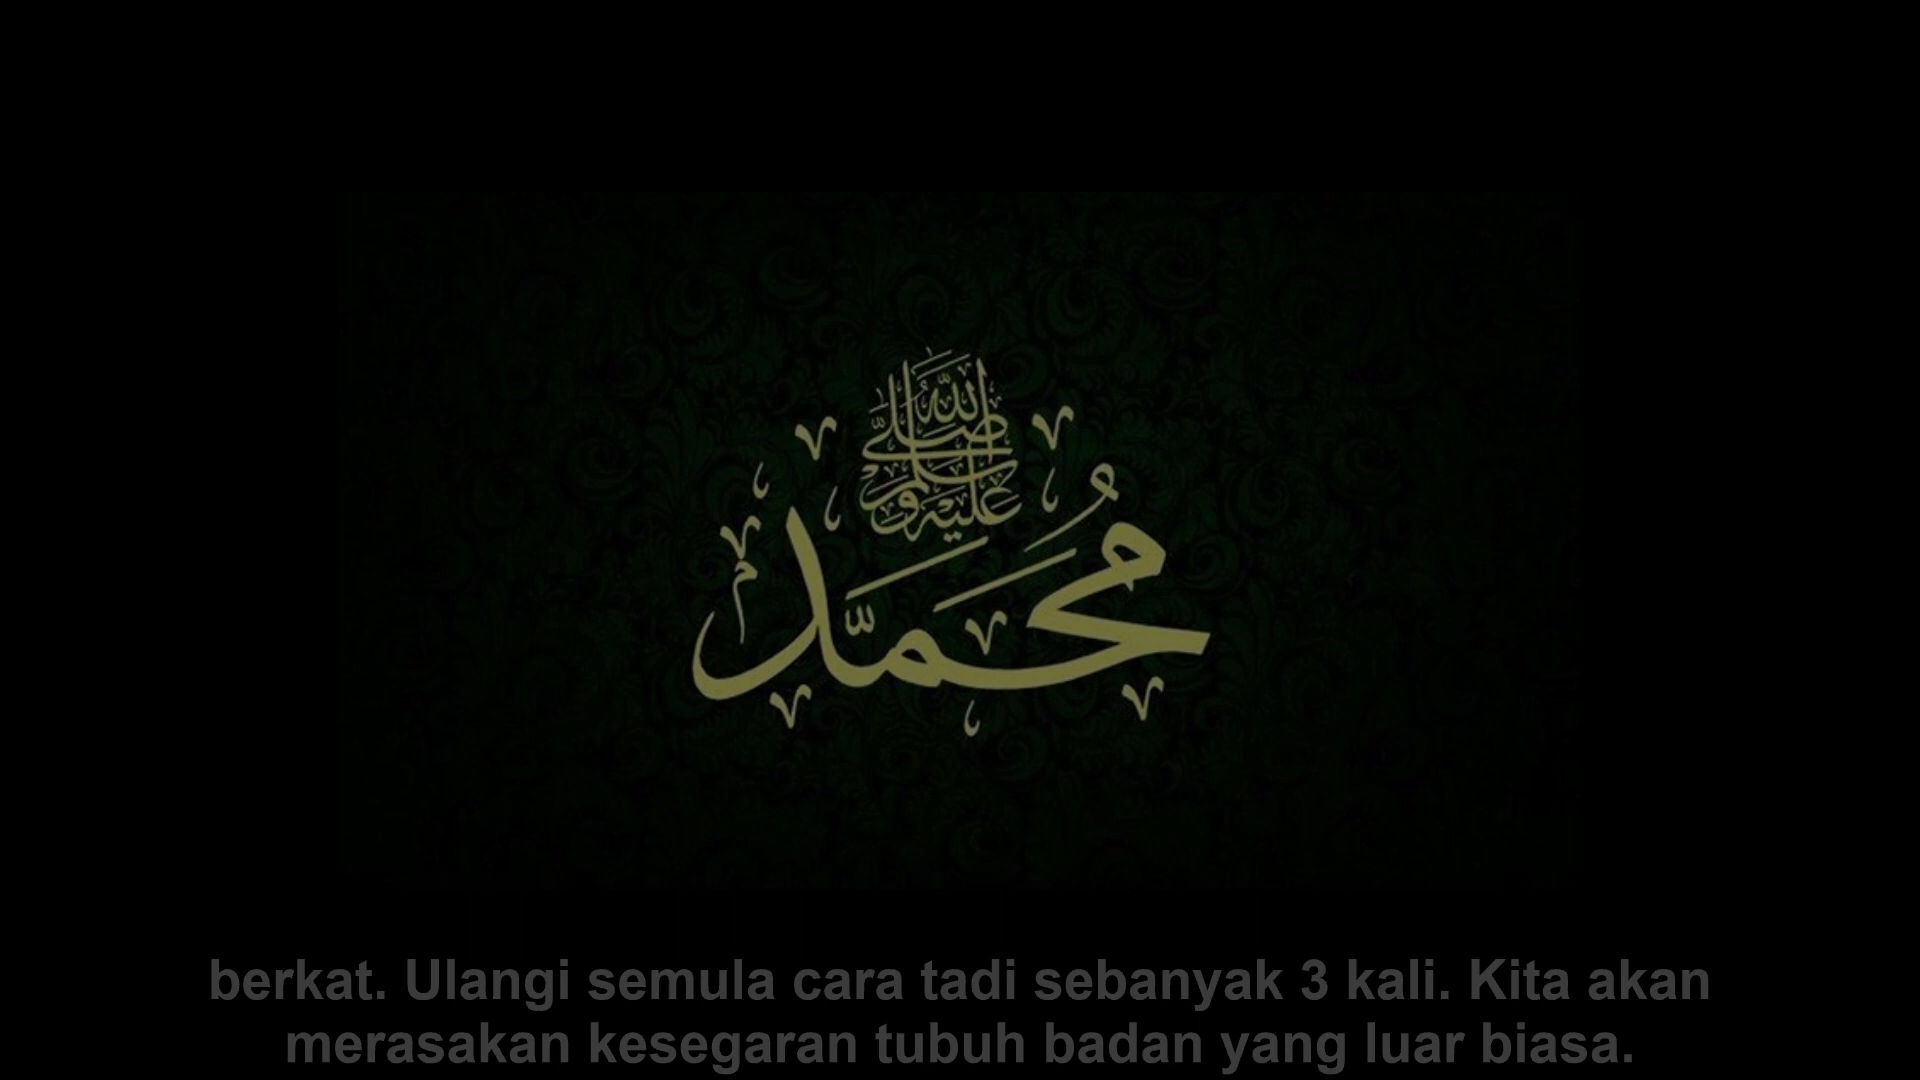 صلى الله عليه وسلم
مُحَمَّد
berkat. Ulangi semula cara tadi sebanyak 3 kali. Kita akan
merasakan kesegaran tubuh badan yang luar biasa.